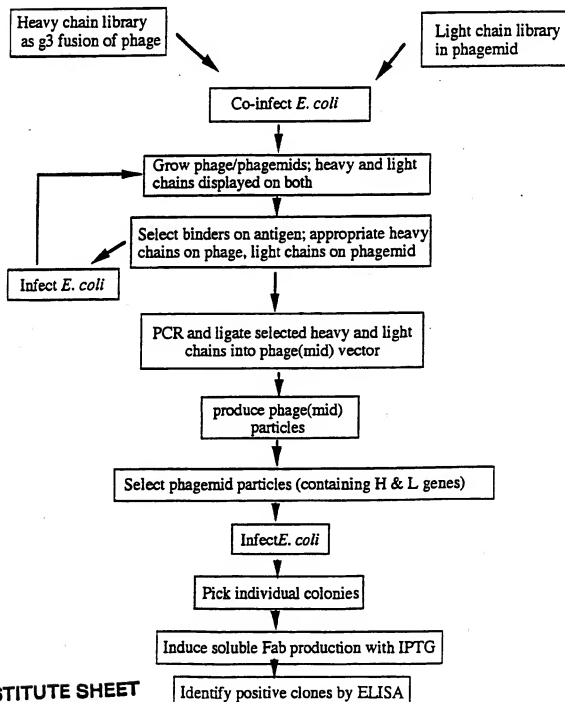 Heavy chain library
as g3 fusion of phage
Light chain library
in phagemid
Co-infect E. coli
Grow phage/phagemids; heavy and light
chains displayed on both
Select binders on antigen; appropriate heavy
chains on phage, light chains on phagemid
Infect E. coli
PCR and ligate selected heavy and light
chains into phage(mid) vector
produce phage(mid)
particles
Select phagemid particles (containing H & L genes)
InfectE. coli
Pick individual colonies
Induce soluble Fab production with IPTG
STITUTE SHEET
Identify positive clones by ELISA